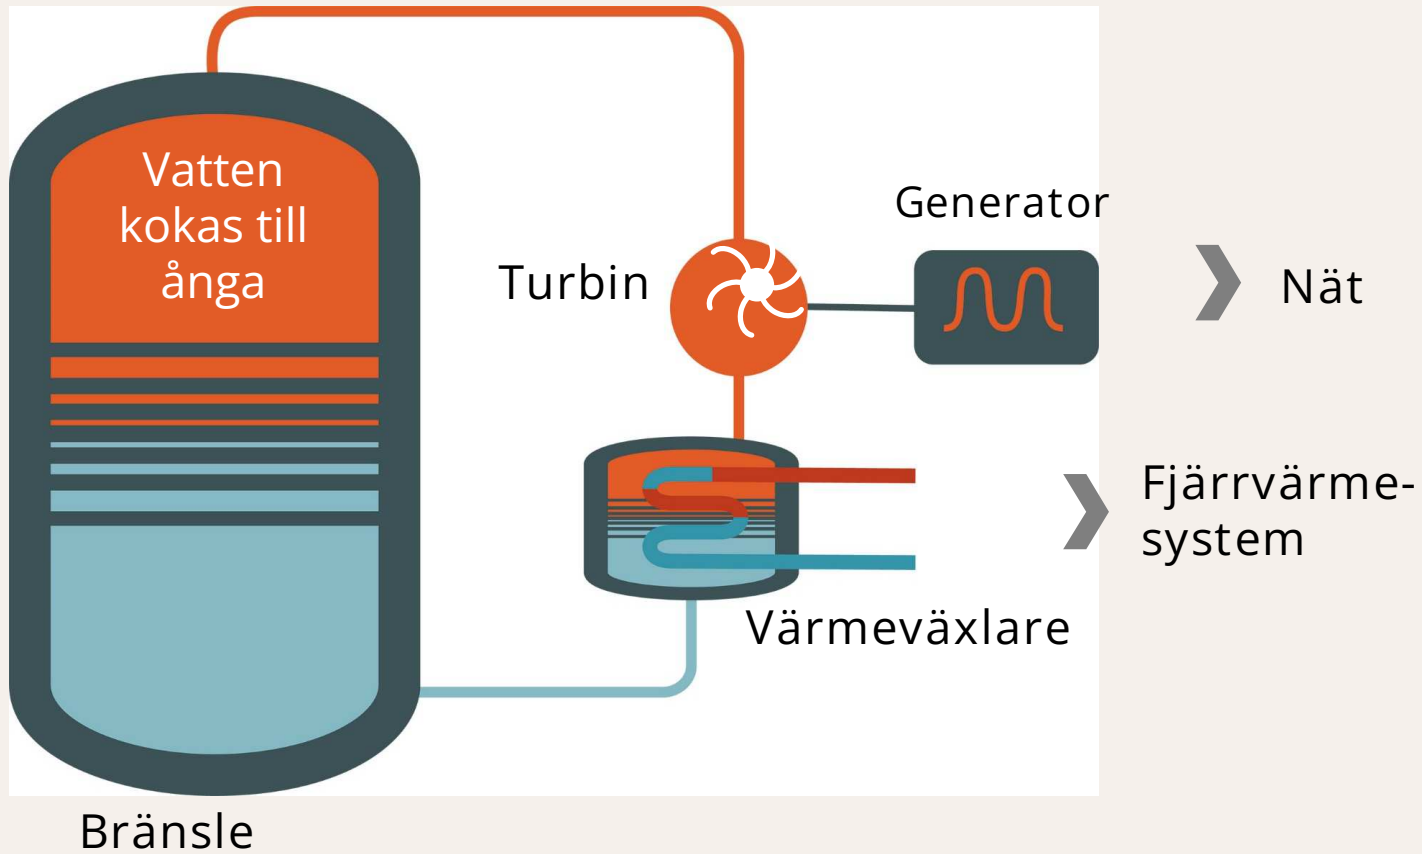 Vatten
kokas till
ånga
Generator
Turbin
Nät
Fjärrvärme-
system
Värmeväxlare
Bränsle